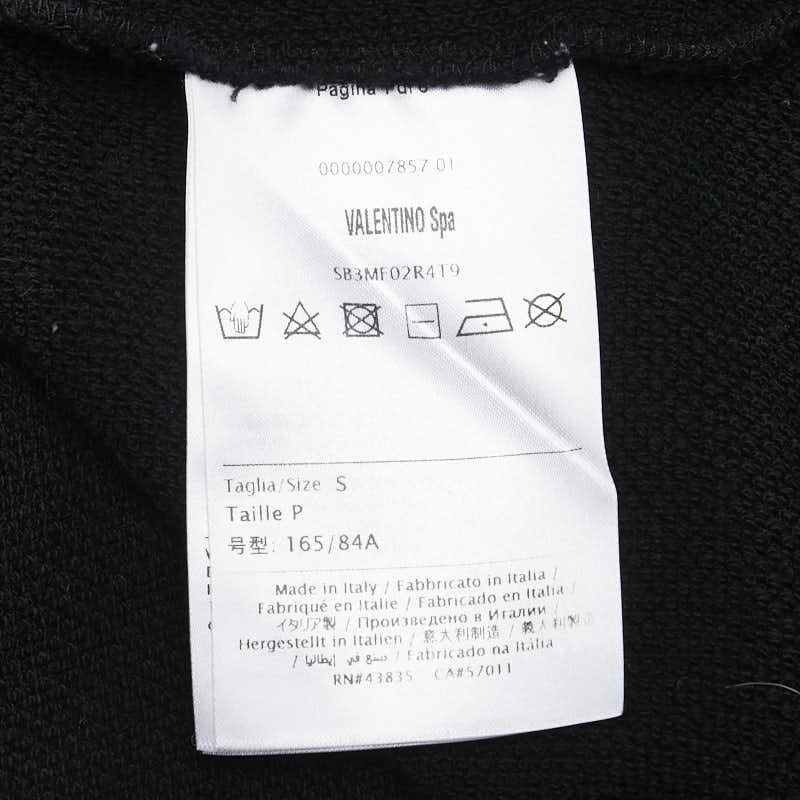 Pagina
0000007857 01
VALENTINO Spa
SB3MF02R4T9
Taglia/Size S
Taille P
号型: 165/84A
Made in Italy / Fabbricato in Italia /
Fabriqué en Italie / Fabricado en Italia /
イタリア製 / Произведено в Италии /
Hergestellt in Italien / 意大利制造 / 義大利製造
/ صنع في إيطاليا / Fabricado na Itália
RN#43835 CA#57011